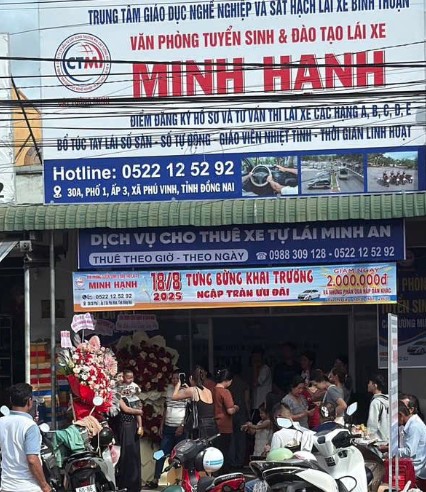 TRUNG TÂM GIÁO DỤC NGHỀ NGHIỆP VÀ SÁT HẠCH LÁI XE BÌNH THUẬN
VĂN PHÒNG TUYỂN SINH & ĐÀO TẠO LÁI XE
CTM
MINH HẠNH
ĐIỂM ĐĂNG KÝ HỒ SƠ VÀ TƯ VẤN THI LÁI XE CÁC HẠNG A, B, C, D, E
BỔ TÚC TAY LÁI SỐ SÀN - SỐ TỰ ĐỘNG - GIÁO VIÊN NHIỆT TÌNH - THỜI GIAN LINH HOẠT
Hotline: 0522 12 52 92
30A, PHỐ 1, ẤP 3, XÃ PHÚ VINH, TỈNH ĐỒNG NAI
DỊCH VỤ CHO THUÊ XE TỰ LÁI MINH AN
THUÊ THEO GIỜ - THEO NGÀY
0988 309 128 - 0522 12 52 92
MINH HẠNH
0522 12 52 92
18/8
2025
TƯNG BỪNG KHAI TRƯƠNG
NGẬP TRÀN ƯU ĐÃI
GIẢM NGAY
2.000.000đ